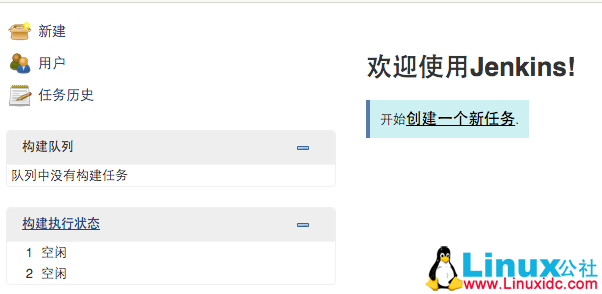 新建
用户
任务历史
构建队列
队列中没有构建任务
构建执行状态
1 空闲
2 空闲
欢迎使用Jenkins!
开始创建一个新任务.
Linux公社
www.Linuxidc.com